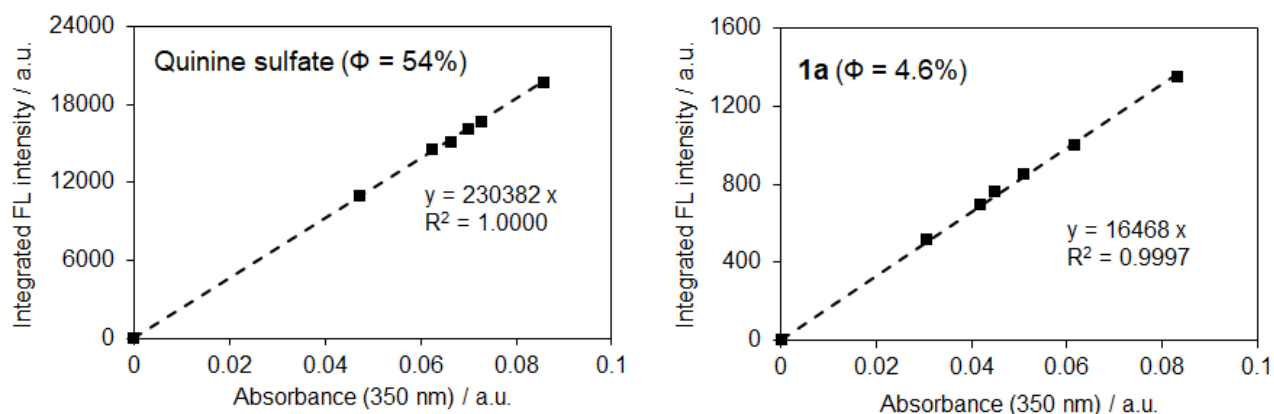 24000
18000
12000
6000
0
Integrated FL intensity / a.u.
Quinine sulfate (Φ = 54%)
y = 230382 x
R² = 1.0000
0 0.02 0.04 0.06 0.08 0.1
Absorbance (350 nm) / a.u.
1600
1200
800
400
0
Integrated FL intensity / a.u.
1a (Φ = 4.6%)
y = 16468 x
R² = 0.9997
0 0.02 0.04 0.06 0.08 0.1
Absorbance (350 nm) / a.u.